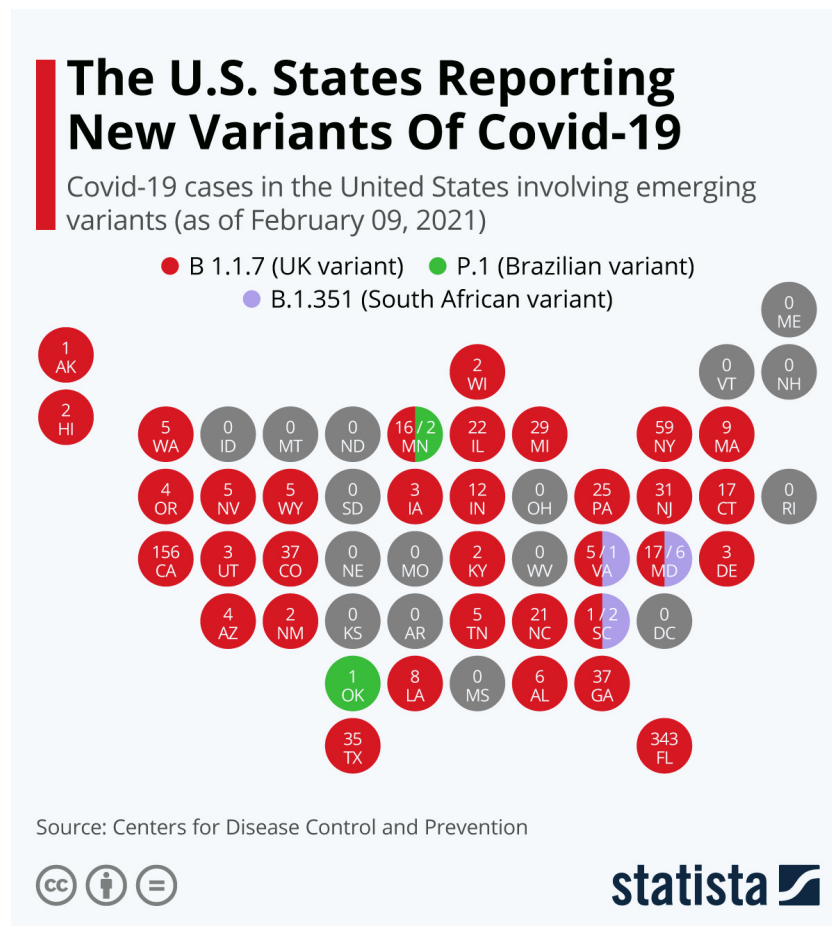 The U.S. States Reporting
New Variants Of Covid-19
Covid-19 cases in the United States involving emerging
variants (as of February 09, 2021)
B 1.1.7 (UK variant) P.1 (Brazilian variant)
B.1.351 (South African variant)
0
ME
1
AK
2
WI
0
VT
0
NH
2
HI
5
WA
0
ID
0
MT
0
ND
16 / 2
MN
22
IL
29
MI
59
NY
9
MA
4
OR
5
NV
5
WY
0
SD
3
IA
12
IN
0
OH
25
PA
31
NJ
17
CT
0
RI
156
CA
3
UT
37
CO
0
NE
0
MO
2
KY
0
WV
5 / 1
VA
17 / 6
MD
3
DE
4
AZ
2
NM
0
KS
0
AR
5
TN
21
NC
1 / 2
SC
0
DC
1
OK
8
LA
0
MS
6
AL
37
GA
35
TX
343
FL
Source: Centers for Disease Control and Prevention
cc
statista